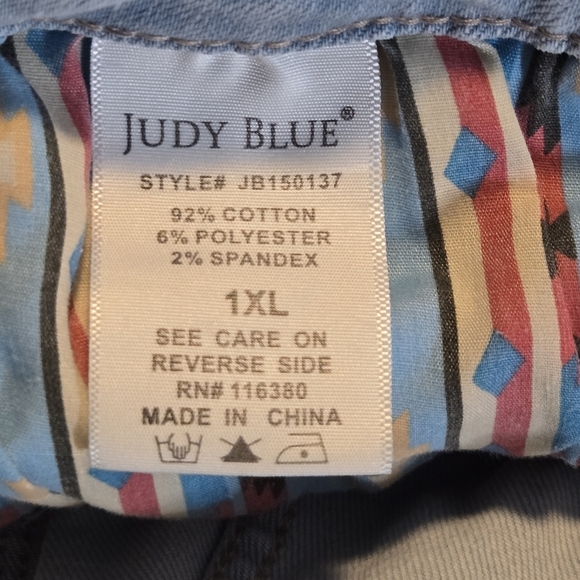 JUDY BLUE®
STYLE# JB150137
92% COTTON
6% POLYESTER
2% SPANDEX
1XL
SEE CARE ON
REVERSE SIDE
RN# 116380
MADE IN CHINA